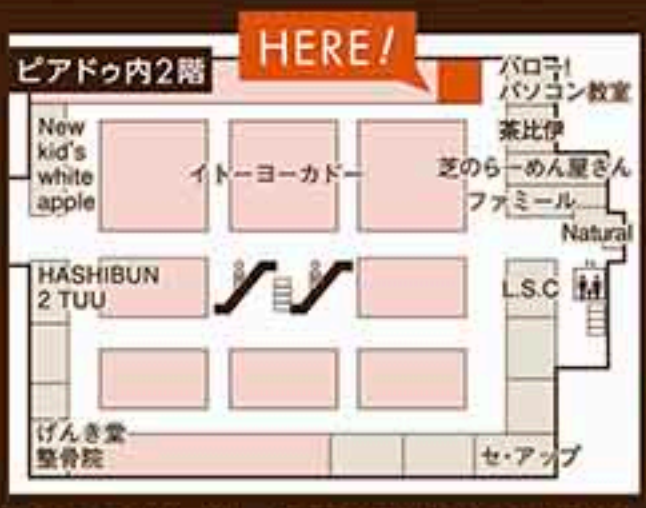 HERE!
ピアドゥ内2階
パロー!
パソコン教室
New
kid's
white
apple
茶比伊
イトーヨーカドー
芝のらーめん屋さん
ファミール
Natural
HASHIBUN
2 TUU
L.S.C
げんき堂
整骨院
セ・アップ